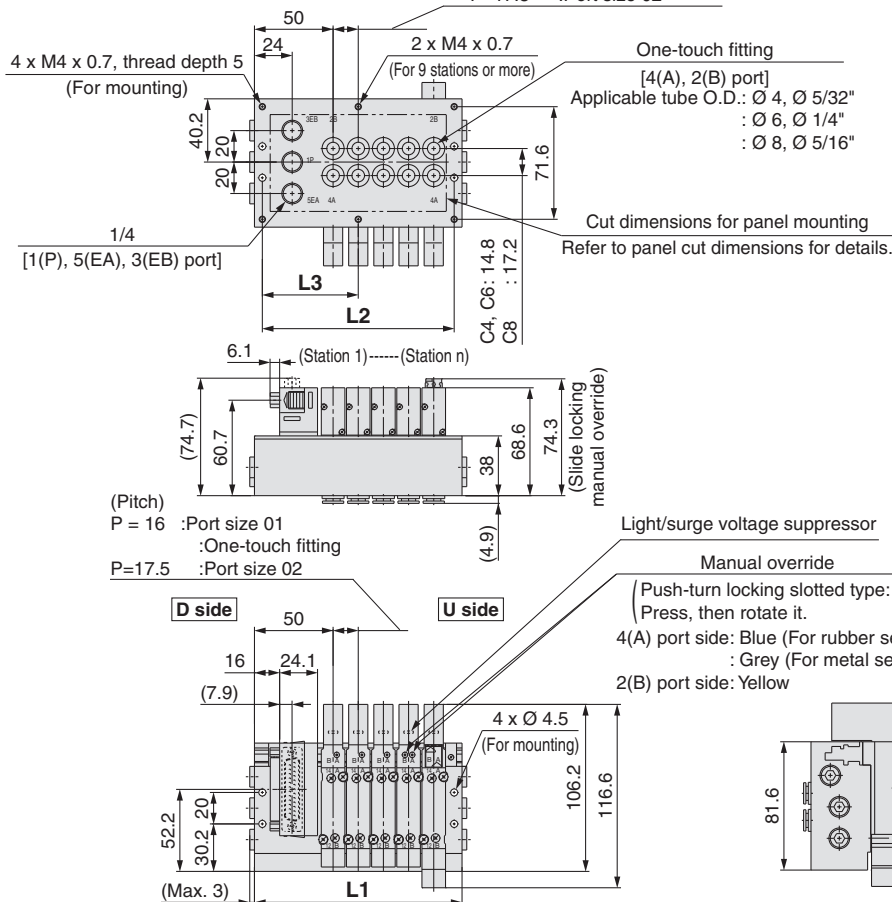 50
24
4 x M4 x 0.7, thread depth 5
(For mounting)
2 x M4 x 0.7
(For 9 stations or more)
One-touch fitting
[4(A), 2(B) port]
Applicable tube O.D.: Ø 4, Ø 5/32"
: Ø 6, Ø 1/4"
: Ø 8, Ø 5/16"
40.2
20
20
3EB
2B
2B
1P
5EA
4A
4A
71.6
Cut dimensions for panel mounting
Refer to panel cut dimensions for details.
1/4
[1(P), 5(EA), 3(EB) port]
L3
L2
C4, C6: 14.8
C8 : 17.2
6.1
(Station 1)------(Station n)
(74.7)
60.7
38
68.6
74.3
(Slide locking
manual override)
(4.9)
(Pitch)
P = 16 :Port size 01
:One-touch fitting
P=17.5 :Port size 02
Light/surge voltage suppressor
Manual override
(Push-turn locking slotted type:
Press, then rotate it.
4(A) port side: Blue (For rubber se
: Grey (For metal se
2(B) port side: Yellow
D side
U side
50
16
24.1
(7.9)
4 x Ø 4.5
(For mounting)
106.2
116.6
52.2
20
30.2
(Max. 3)
L1
81.6